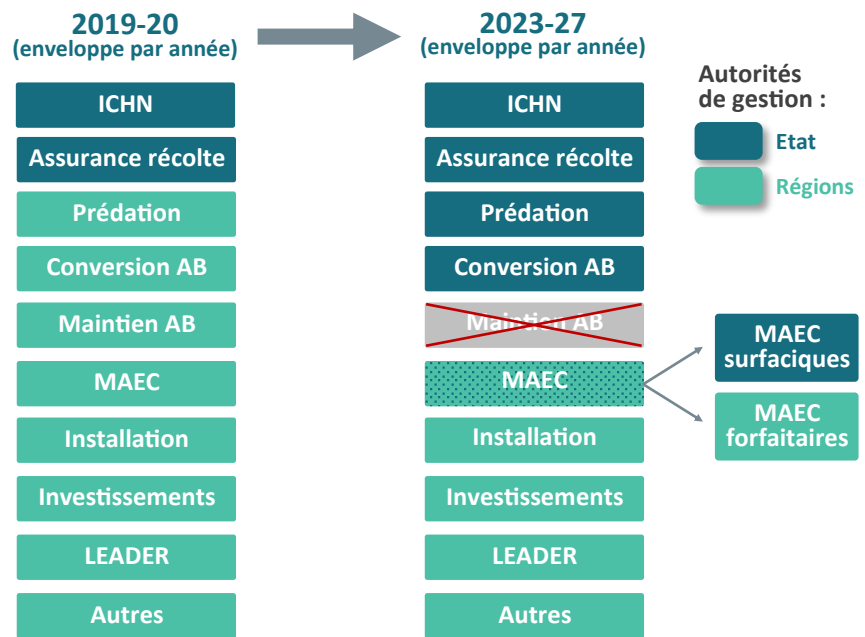 2019-20
(enveloppe par année)
ICHN
Assurance récolte
Prédation
Conversion AB
Maintien AB
MAEC
Installation
Investissements
LEADER
Autres
2023-27
(enveloppe par année)
ICHN
Assurance récolte
Prédation
Conversion AB
Maintien AB
MAEC
Installation
Investissements
LEADER
Autres
MAEC
surfaciques
MAEC
forfaitaires
Autorités
de gestion :
Etat
Régions